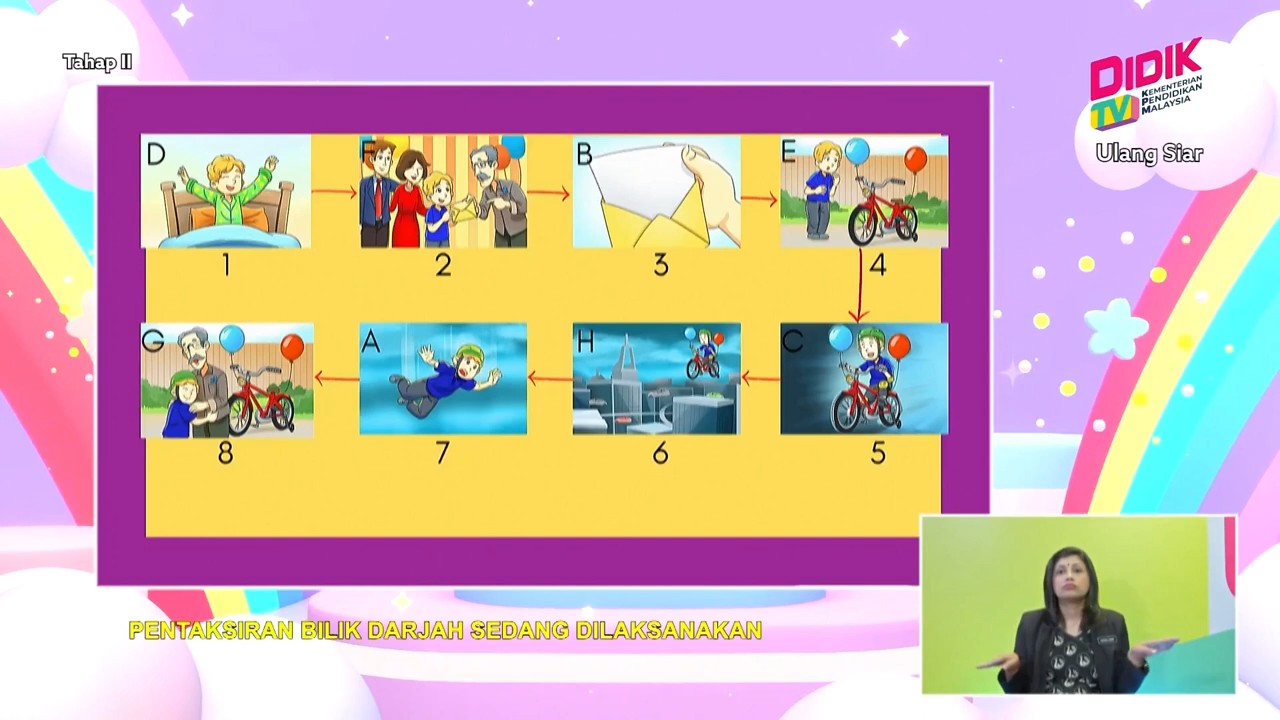 Tahap II
DIDIK
TV
KEMENTERIAN
PENDIDIKAN
MALAYSIA
Ulang Siar
D
F
B
E
1
2
3
4
G
A
H
C
8
7
6
5
PENTAKSIRAN BILIK DARJAH SEDANG DILAKSANAKAN